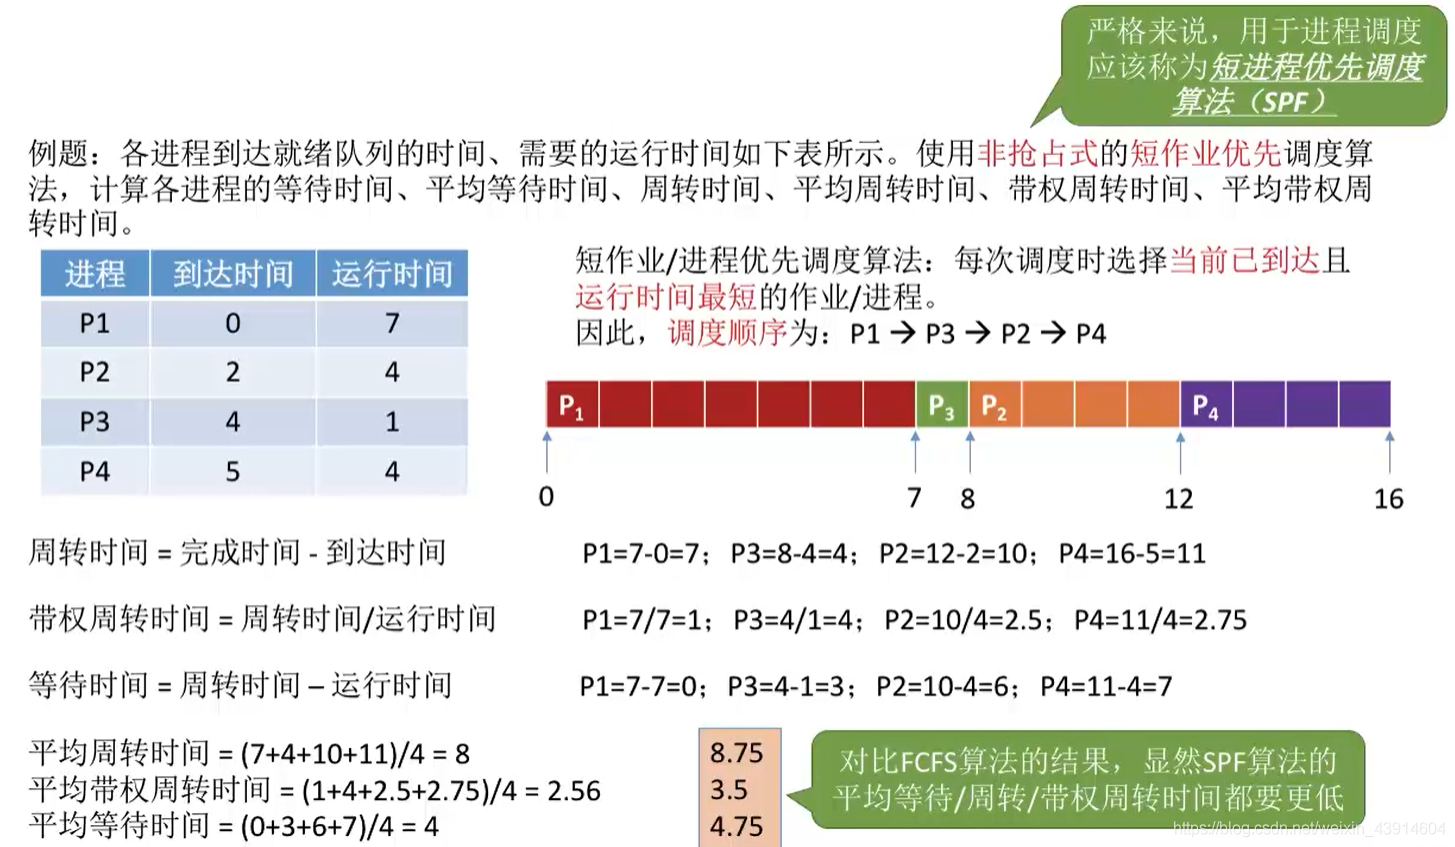 严格来说，用于进程调度
应该称为短进程优先调度
算法（SPF）
例题：各进程到达就绪队列的时间、需要的运行时间如下表所示。使用非抢占式的短作业优先调度算
法，计算各进程的等待时间、平均等待时间、周转时间、平均周转时间、带权周转时间、平均带权周
转时间。
进程 到达时间 运行时间
P1 0 7
P2 2 4
P3 4 1
P4 5 4
短作业/进程优先调度算法：每次调度时选择当前已到达且
运行时间最短的作业/进程。
因此，调度顺序为：P1 → P3 → P2 → P4
P1 P3 P2 P4
0 7 8 12 16
周转时间 = 完成时间 - 到达时间 P1=7-0=7；P3=8-4=4；P2=12-2=10；P4=16-5=11
带权周转时间 = 周转时间/运行时间 P1=7/7=1；P3=4/1=4；P2=10/4=2.5；P4=11/4=2.75
等待时间 = 周转时间 – 运行时间 P1=7-7=0；P3=4-1=3；P2=10-4=6；P4=11-4=7
平均周转时间 = (7+4+10+11)/4 = 8
平均带权周转时间 = (1+4+2.5+2.75)/4 = 2.56
平均等待时间 = (0+3+6+7)/4 = 4
8.75
3.5
4.75
对比FCFS算法的结果，显然SPF算法的
平均等待/周转/带权周转时间都要更低
https://blog.csdn.net/weixin_43914604